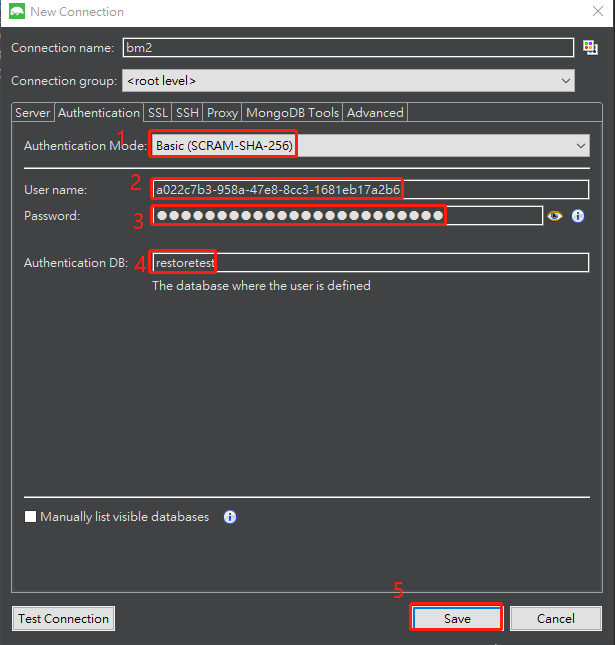 New Connection
Connection name: bm2
Connection group: <root level>
Server Authentication SSL SSH Proxy MongoDB Tools Advanced
1
Authentication Mode: Basic (SCRAM-SHA-256)
2
User name: a022c7b3-958a-47e8-8cc3-1681eb17a2b6
Password: ●●●●●●●●●●●●●●●●●●●●●●●●
3
Authentication DB: 4 restoretest
The database where the user is defined
Manually list visible databases
5
Test Connection Save Cancel